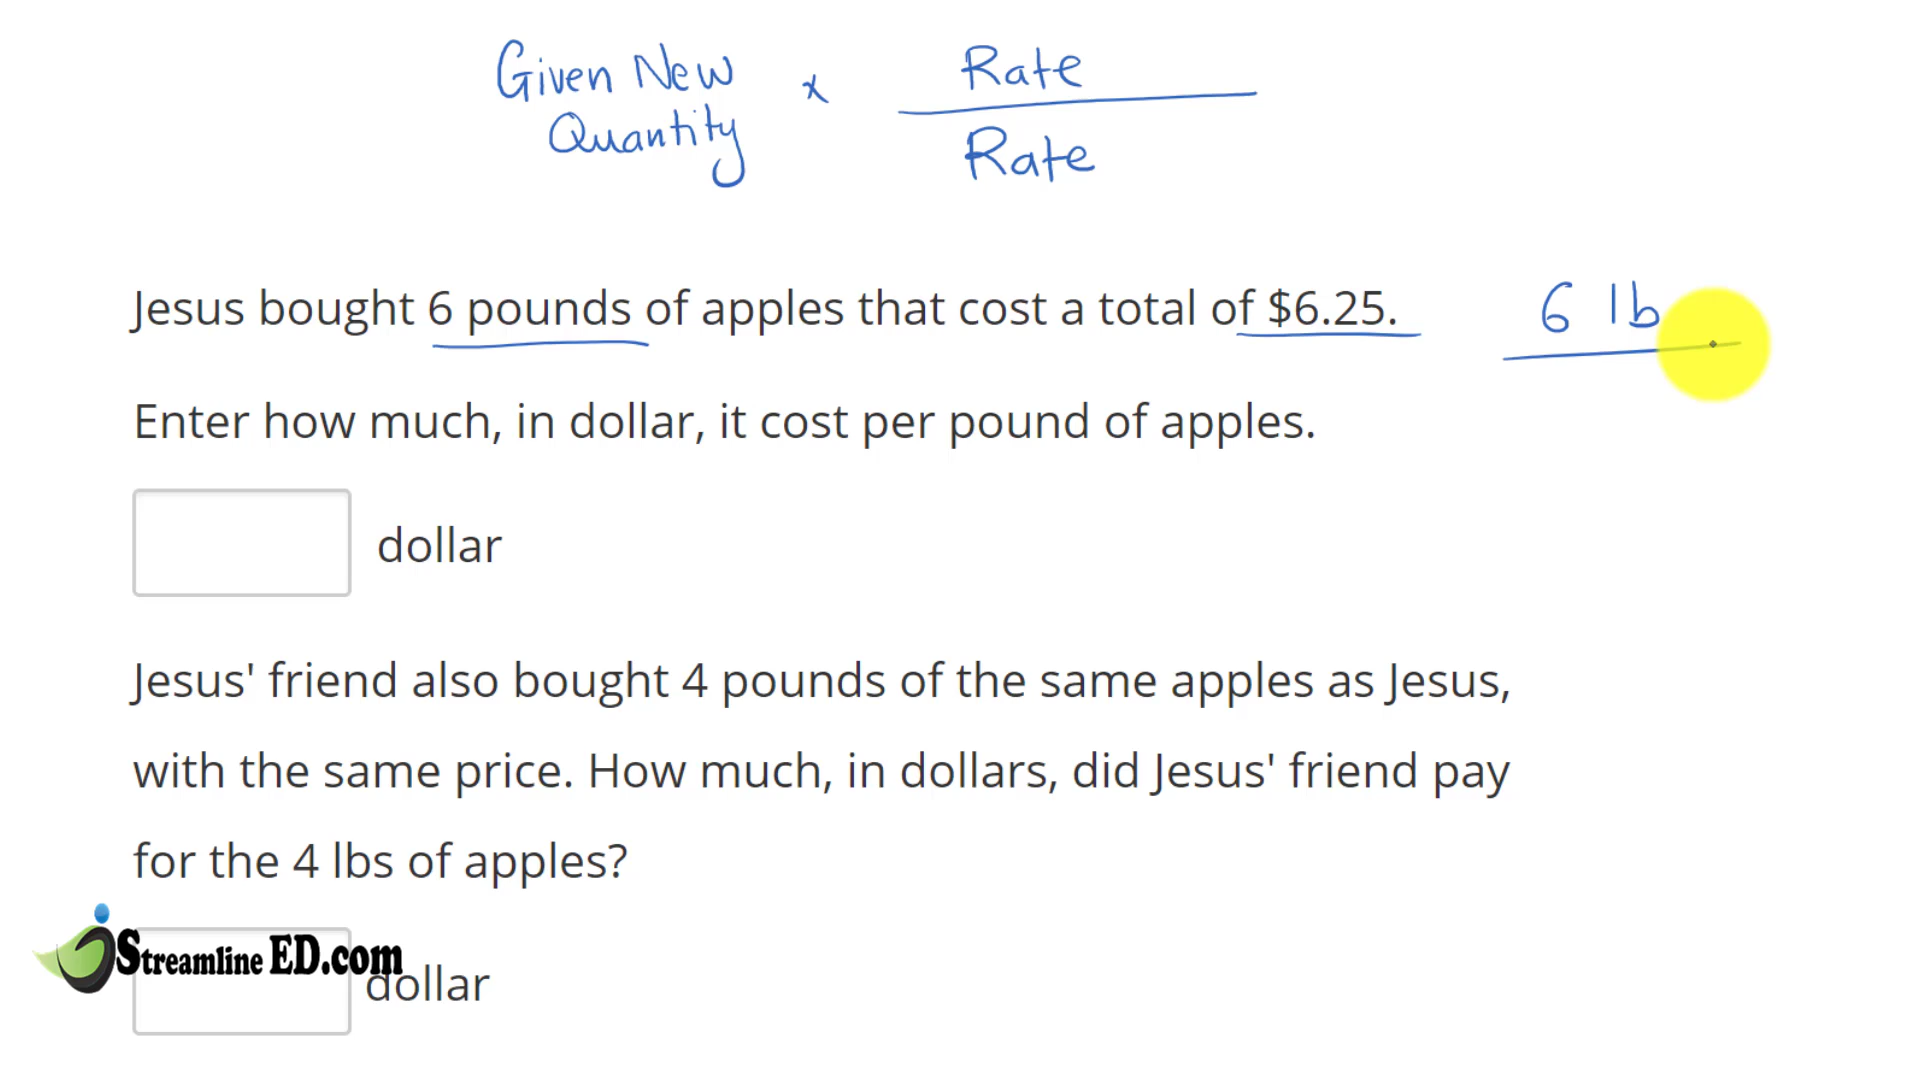 Given New x Rate
Quantity Rate
Jesus bought 6 pounds of apples that cost a total of $6.25. 6 lb
Enter how much, in dollar, it cost per pound of apples.
dollar
Jesus' friend also bought 4 pounds of the same apples as Jesus,
with the same price. How much, in dollars, did Jesus' friend pay
for the 4 lbs of apples?
StreamlineED.com
dollar